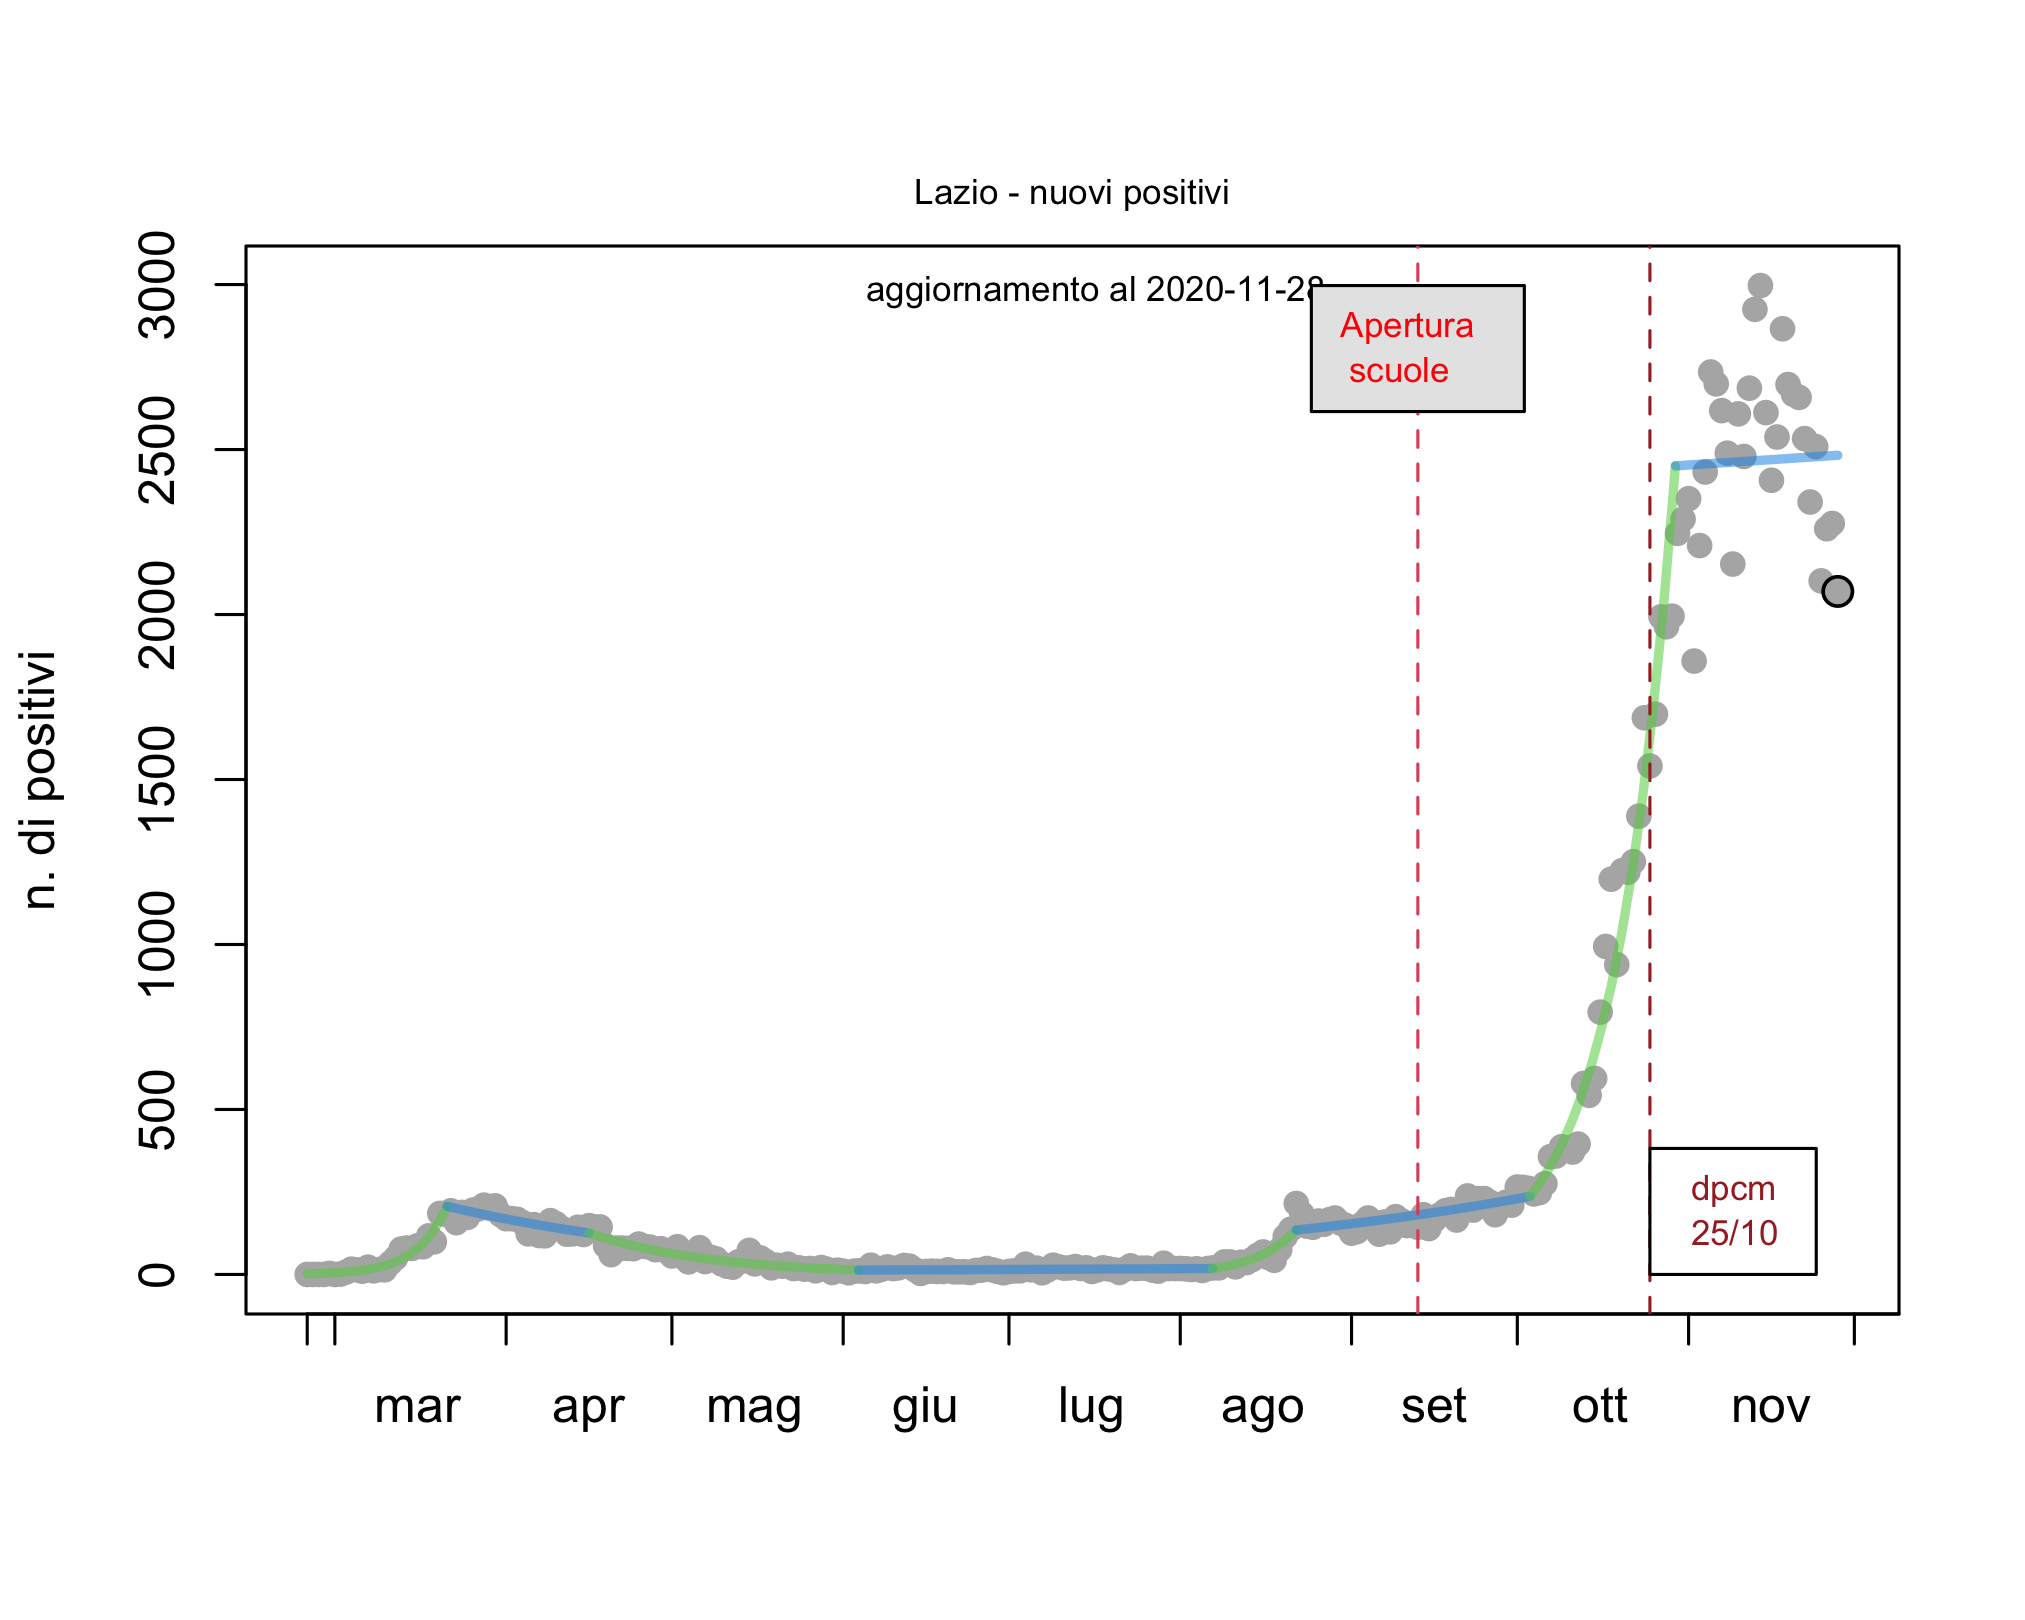 Lazio - nuovi positivi
aggiornamento al 2020-11-28
Apertura
scuole
n. di positivi
3000
2500
2000
1500
1000
500
0
dpcm
25/10
mar apr mag giu lug ago set ott nov